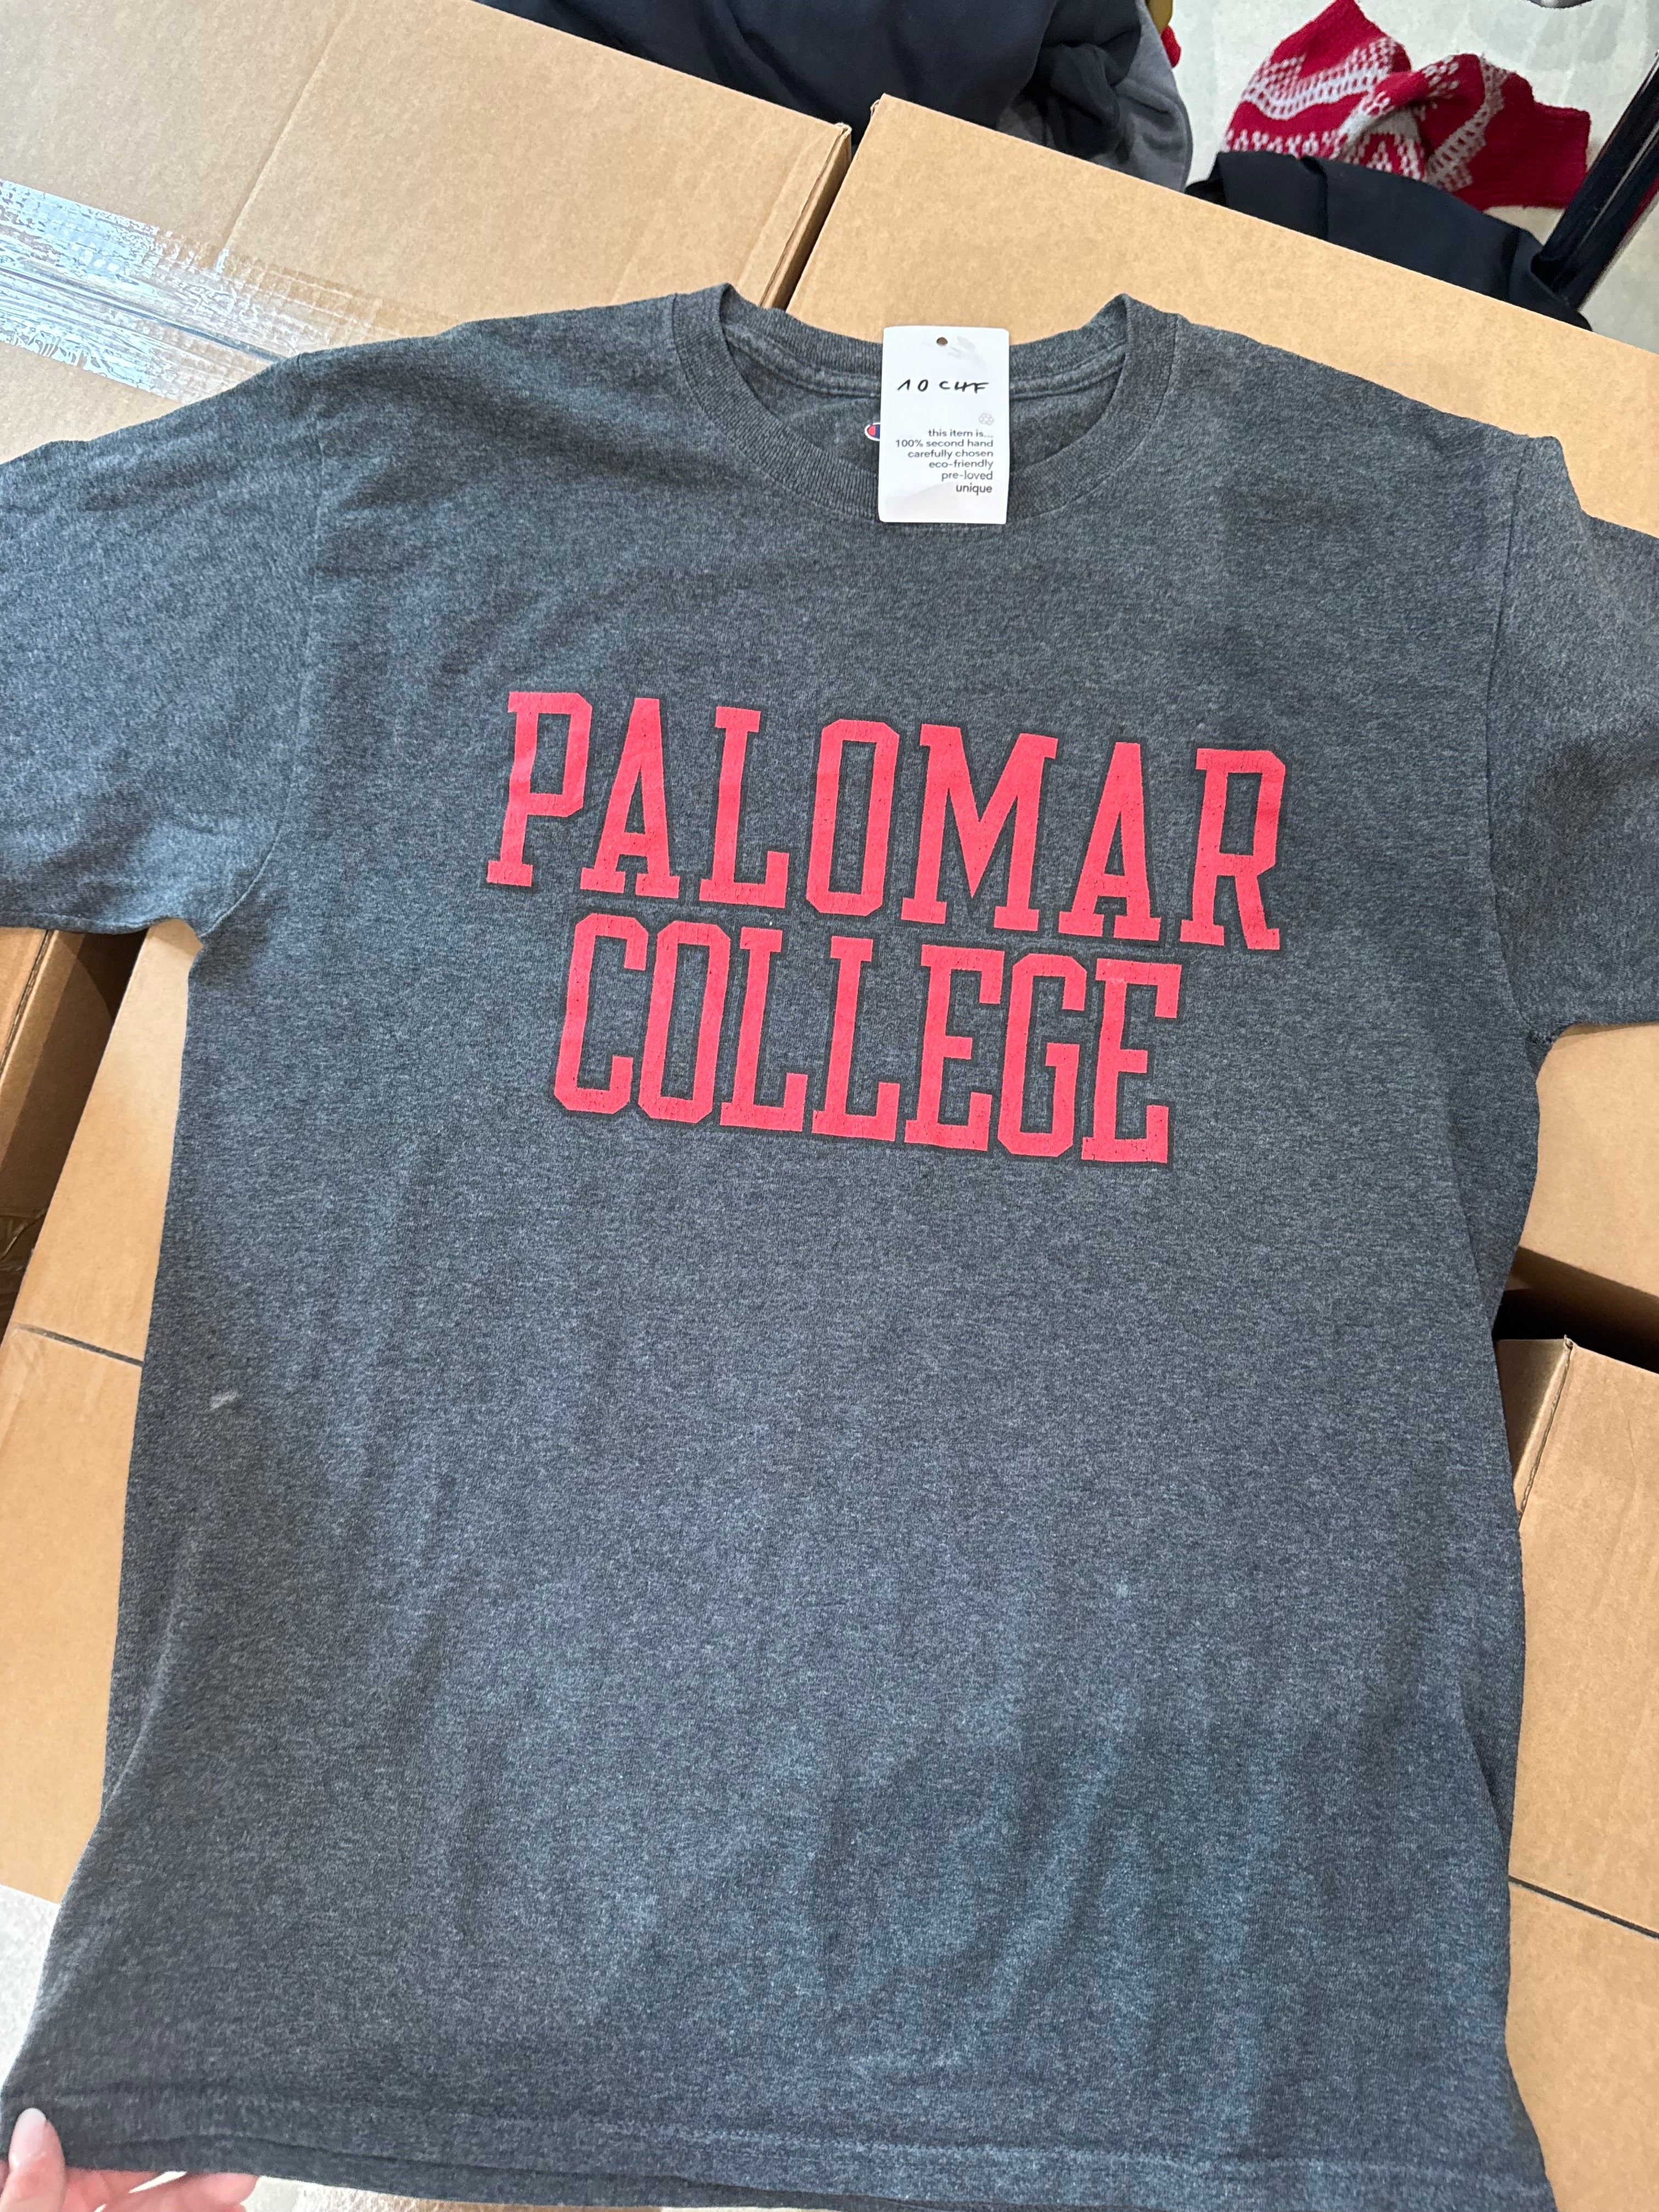 10 CHF
this item is...
100% second hand
carefully chosen
eco-friendly
pre-loved
unique
PALOMAR
COLLEGE